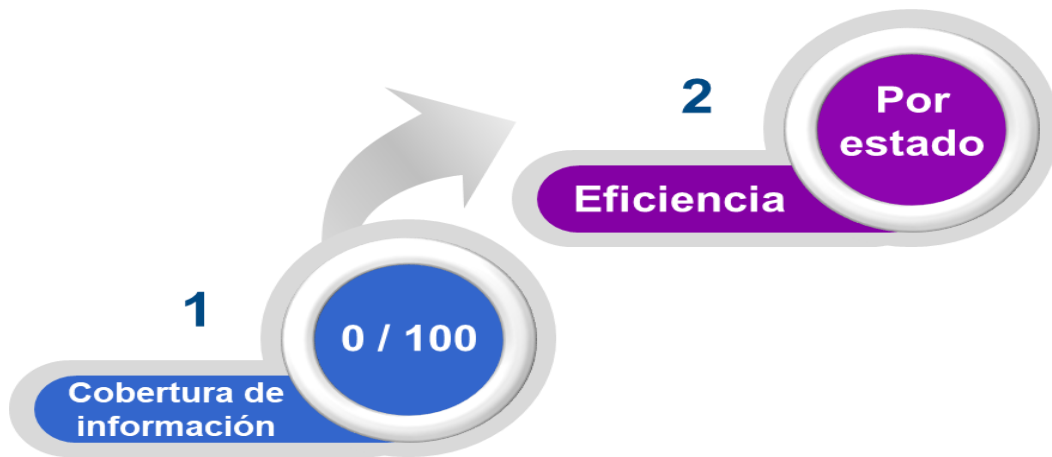 1
0 / 100
Cobertura de
información
2
Por
estado
Eficiencia